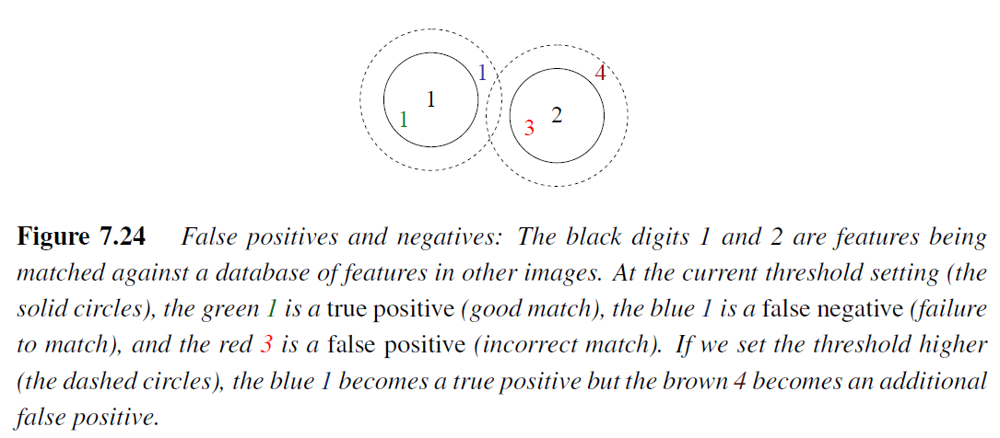 1 4
1 2
1 3
Figure 7.24 False positives and negatives: The black digits 1 and 2 are features being
matched against a database of features in other images. At the current threshold setting (the
solid circles), the green 1 is a true positive (good match), the blue 1 is a false negative (failure
to match), and the red 3 is a false positive (incorrect match). If we set the threshold higher
(the dashed circles), the blue 1 becomes a true positive but the brown 4 becomes an additional
false positive.